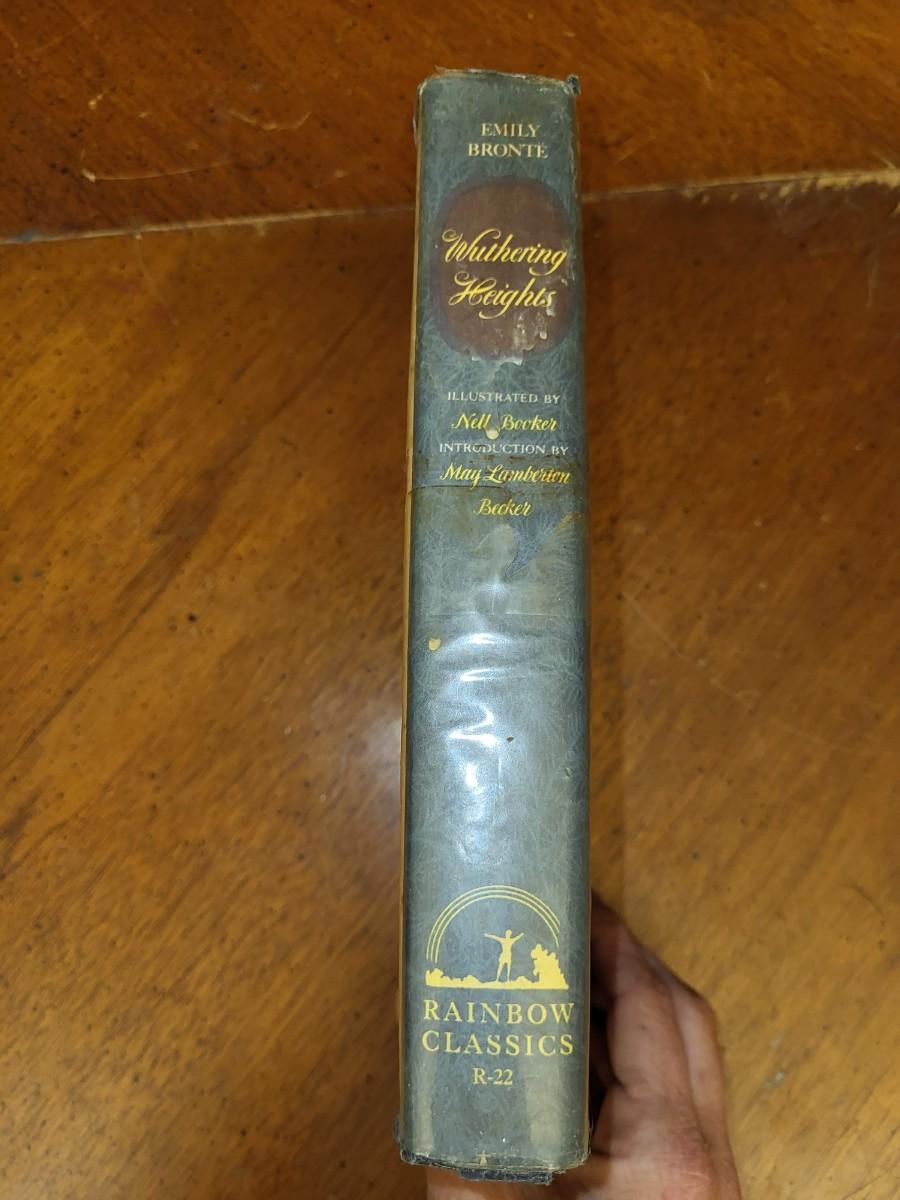 EMILY
BRONTË
Wuthering
Heights
ILLUSTRATED BY
Nell Booker
INTRODUCTION BY
May Lamberton
Becker
RAINBOW
CLASSICS
R-22